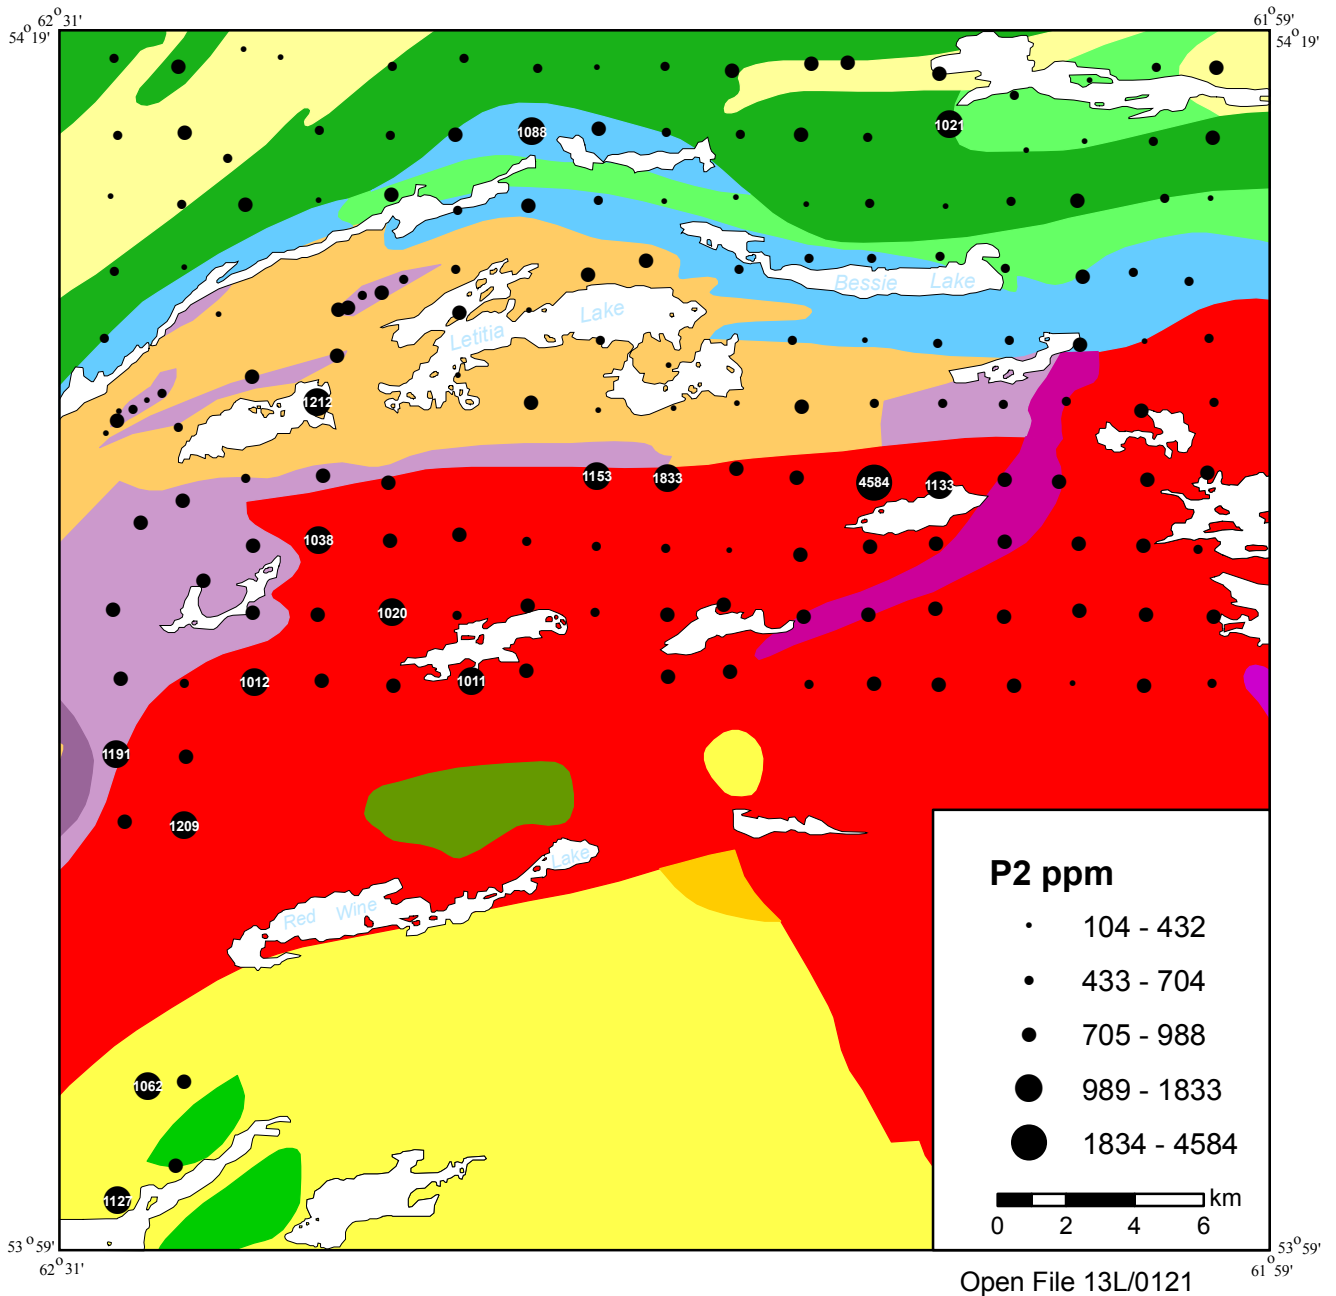 62° 31'
61° 59'
54° 19'
54° 19'
1088
1021
Bessie Lake
Letitia Lake
1212
1153
1833
4584
1133
1038
1020
1012
1011
1191
1209
Lake
Red Wine
1062
1127
P2 ppm
104 - 432
433 - 704
705 - 988
989 - 1833
1834 - 4584
km
0 2 4 6
53° 59'
53° 59'
62° 31'
61° 59'
Open File 13L/0121